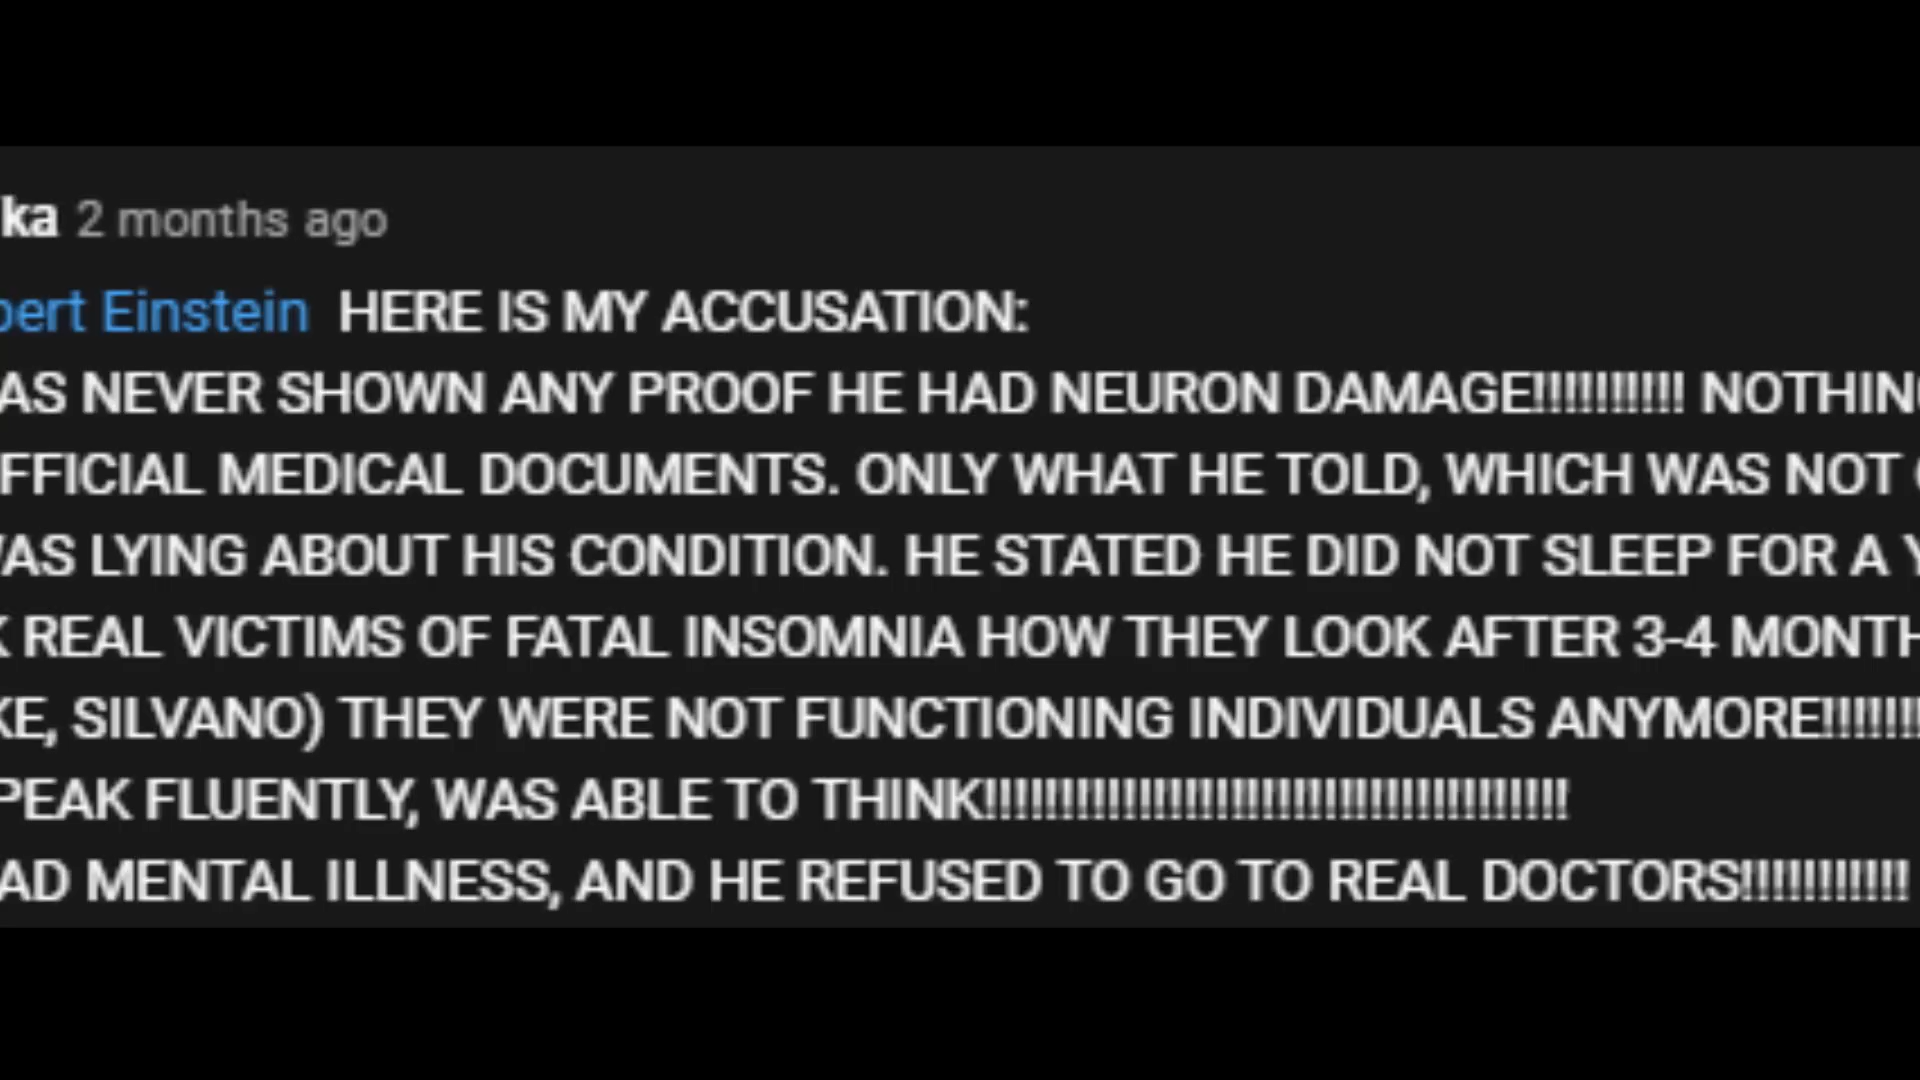 ka 2 months ago
bert Einstein HERE IS MY ACCUSATION:
AS NEVER SHOWN ANY PROOF HE HAD NEURON DAMAGE!!!!!!!!!! NOTHING
FFICIAL MEDICAL DOCUMENTS. ONLY WHAT HE TOLD, WHICH WAS NOT
AS LYING ABOUT HIS CONDITION. HE STATED HE DID NOT SLEEP FOR A Y
K REAL VICTIMS OF FATAL INSOMNIA HOW THEY LOOK AFTER 3-4 MONTH
KE, SILVANO) THEY WERE NOT FUNCTIONING INDIVIDUALS ANYMORE!!!!!!!
PEAK FLUENTLY, WAS ABLE TO THINK!!!!!!!!!!!!!!!!!!!!!!!!!!!!!!!!!!!!!!
AD MENTAL ILLNESS, AND HE REFUSED TO GO TO REAL DOCTORS!!!!!!!!!!!